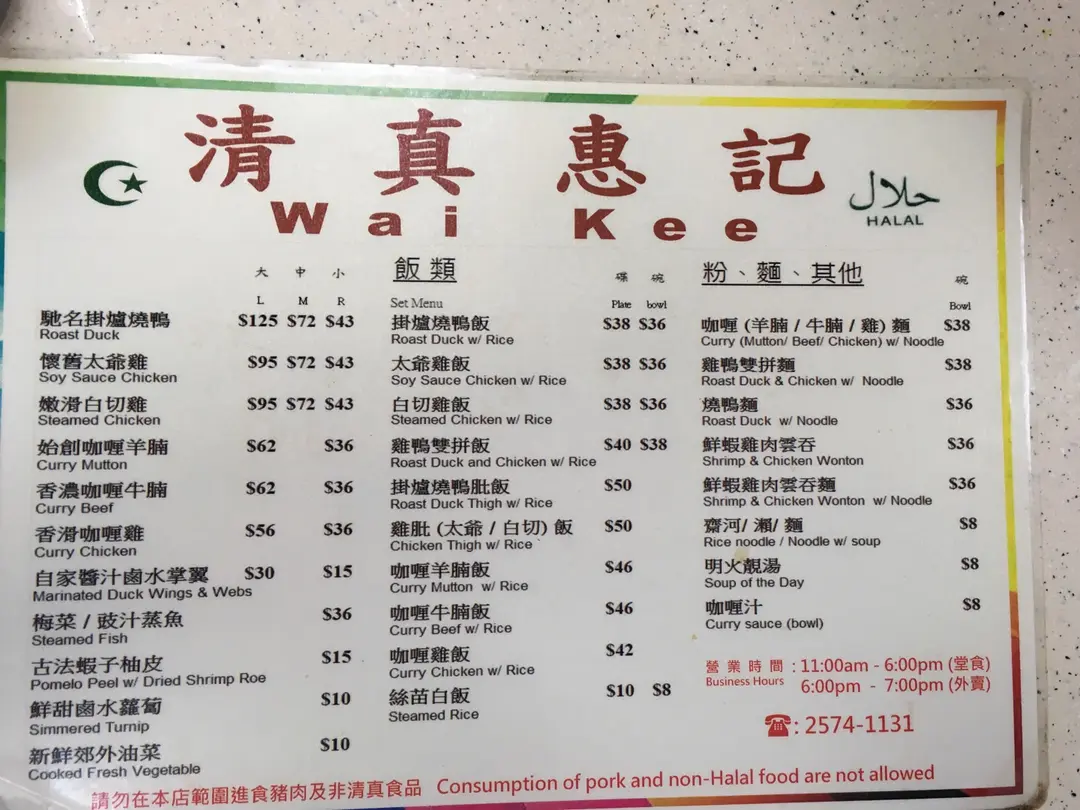 清真惠記
Wai Kee
حلال
HALAL
大 中 小
L M R
馳名掛爐燒鴨 $125 $72 $43
Roast Duck
懷舊太爺雞 $95 $72 $43
Soy Sauce Chicken
嫩滑白切雞 $95 $72 $43
Steamed Chicken
始創咖喱羊腩 $62 $36
Curry Mutton
香濃咖喱牛腩 $62 $36
Curry Beef
香滑咖喱雞 $56 $36
Curry Chicken
自家醬汁鹵水掌翼 $30 $15
Marinated Duck Wings & Webs
梅菜 / 豉汁蒸魚 $36
Steamed Fish
古法蝦子柚皮 $15
Pomelo Peel w/ Dried Shrimp Roe
鮮甜鹵水蘿蔔 $10
Simmered Turnip
新鮮郊外油菜 $10
Cooked Fresh Vegetable
飯類 碟 碗
Set Menu Plate bowl
掛爐燒鴨飯 $38 $36
Roast Duck w/ Rice
太爺雞飯 $38 $36
Soy Sauce Chicken w/ Rice
白切雞飯 $38 $36
Steamed Chicken w/ Rice
雞鴨雙拼飯 $40 $38
Roast Duck and Chicken w/ Rice
掛爐燒鴨肶飯 $50
Roast Duck Thigh w/ Rice
雞肶 (太爺 / 白切) 飯 $50
Chicken Thigh w/ Rice
咖喱羊腩飯 $46
Curry Mutton w/ Rice
咖喱牛腩飯 $46
Curry Beef w/ Rice
咖喱雞飯 $42
Curry Chicken w/ Rice
絲苗白飯 $10 $8
Steamed Rice
粉、麵、其他 碗
Bowl
咖喱 (羊腩 / 牛腩 / 雞) 麵 $38
Curry (Mutton/ Beef/ Chicken) w/ Noodle
雞鴨雙拼麵 $38
Roast Duck & Chicken w/ Noodle
燒鴨麵 $36
Roast Duck w/ Noodle
鮮蝦雞肉雲吞 $36
Shrimp & Chicken Wonton
鮮蝦雞肉雲吞麵 $36
Shrimp & Chicken Wonton w/ Noodle
齋河/ 瀨/ 麵 $8
Rice noodle / Noodle w/ soup
明火靚湯 $8
Soup of the Day
咖喱汁 $8
Curry sauce (bowl)
營業時間 : 11:00am - 6:00pm (堂食)
Business Hours 6:00pm - 7:00pm (外賣)
☎: 2574-1131
請勿在本店範圍進食豬肉及非清真食品 Consumption of pork and non-Halal food are not allowed